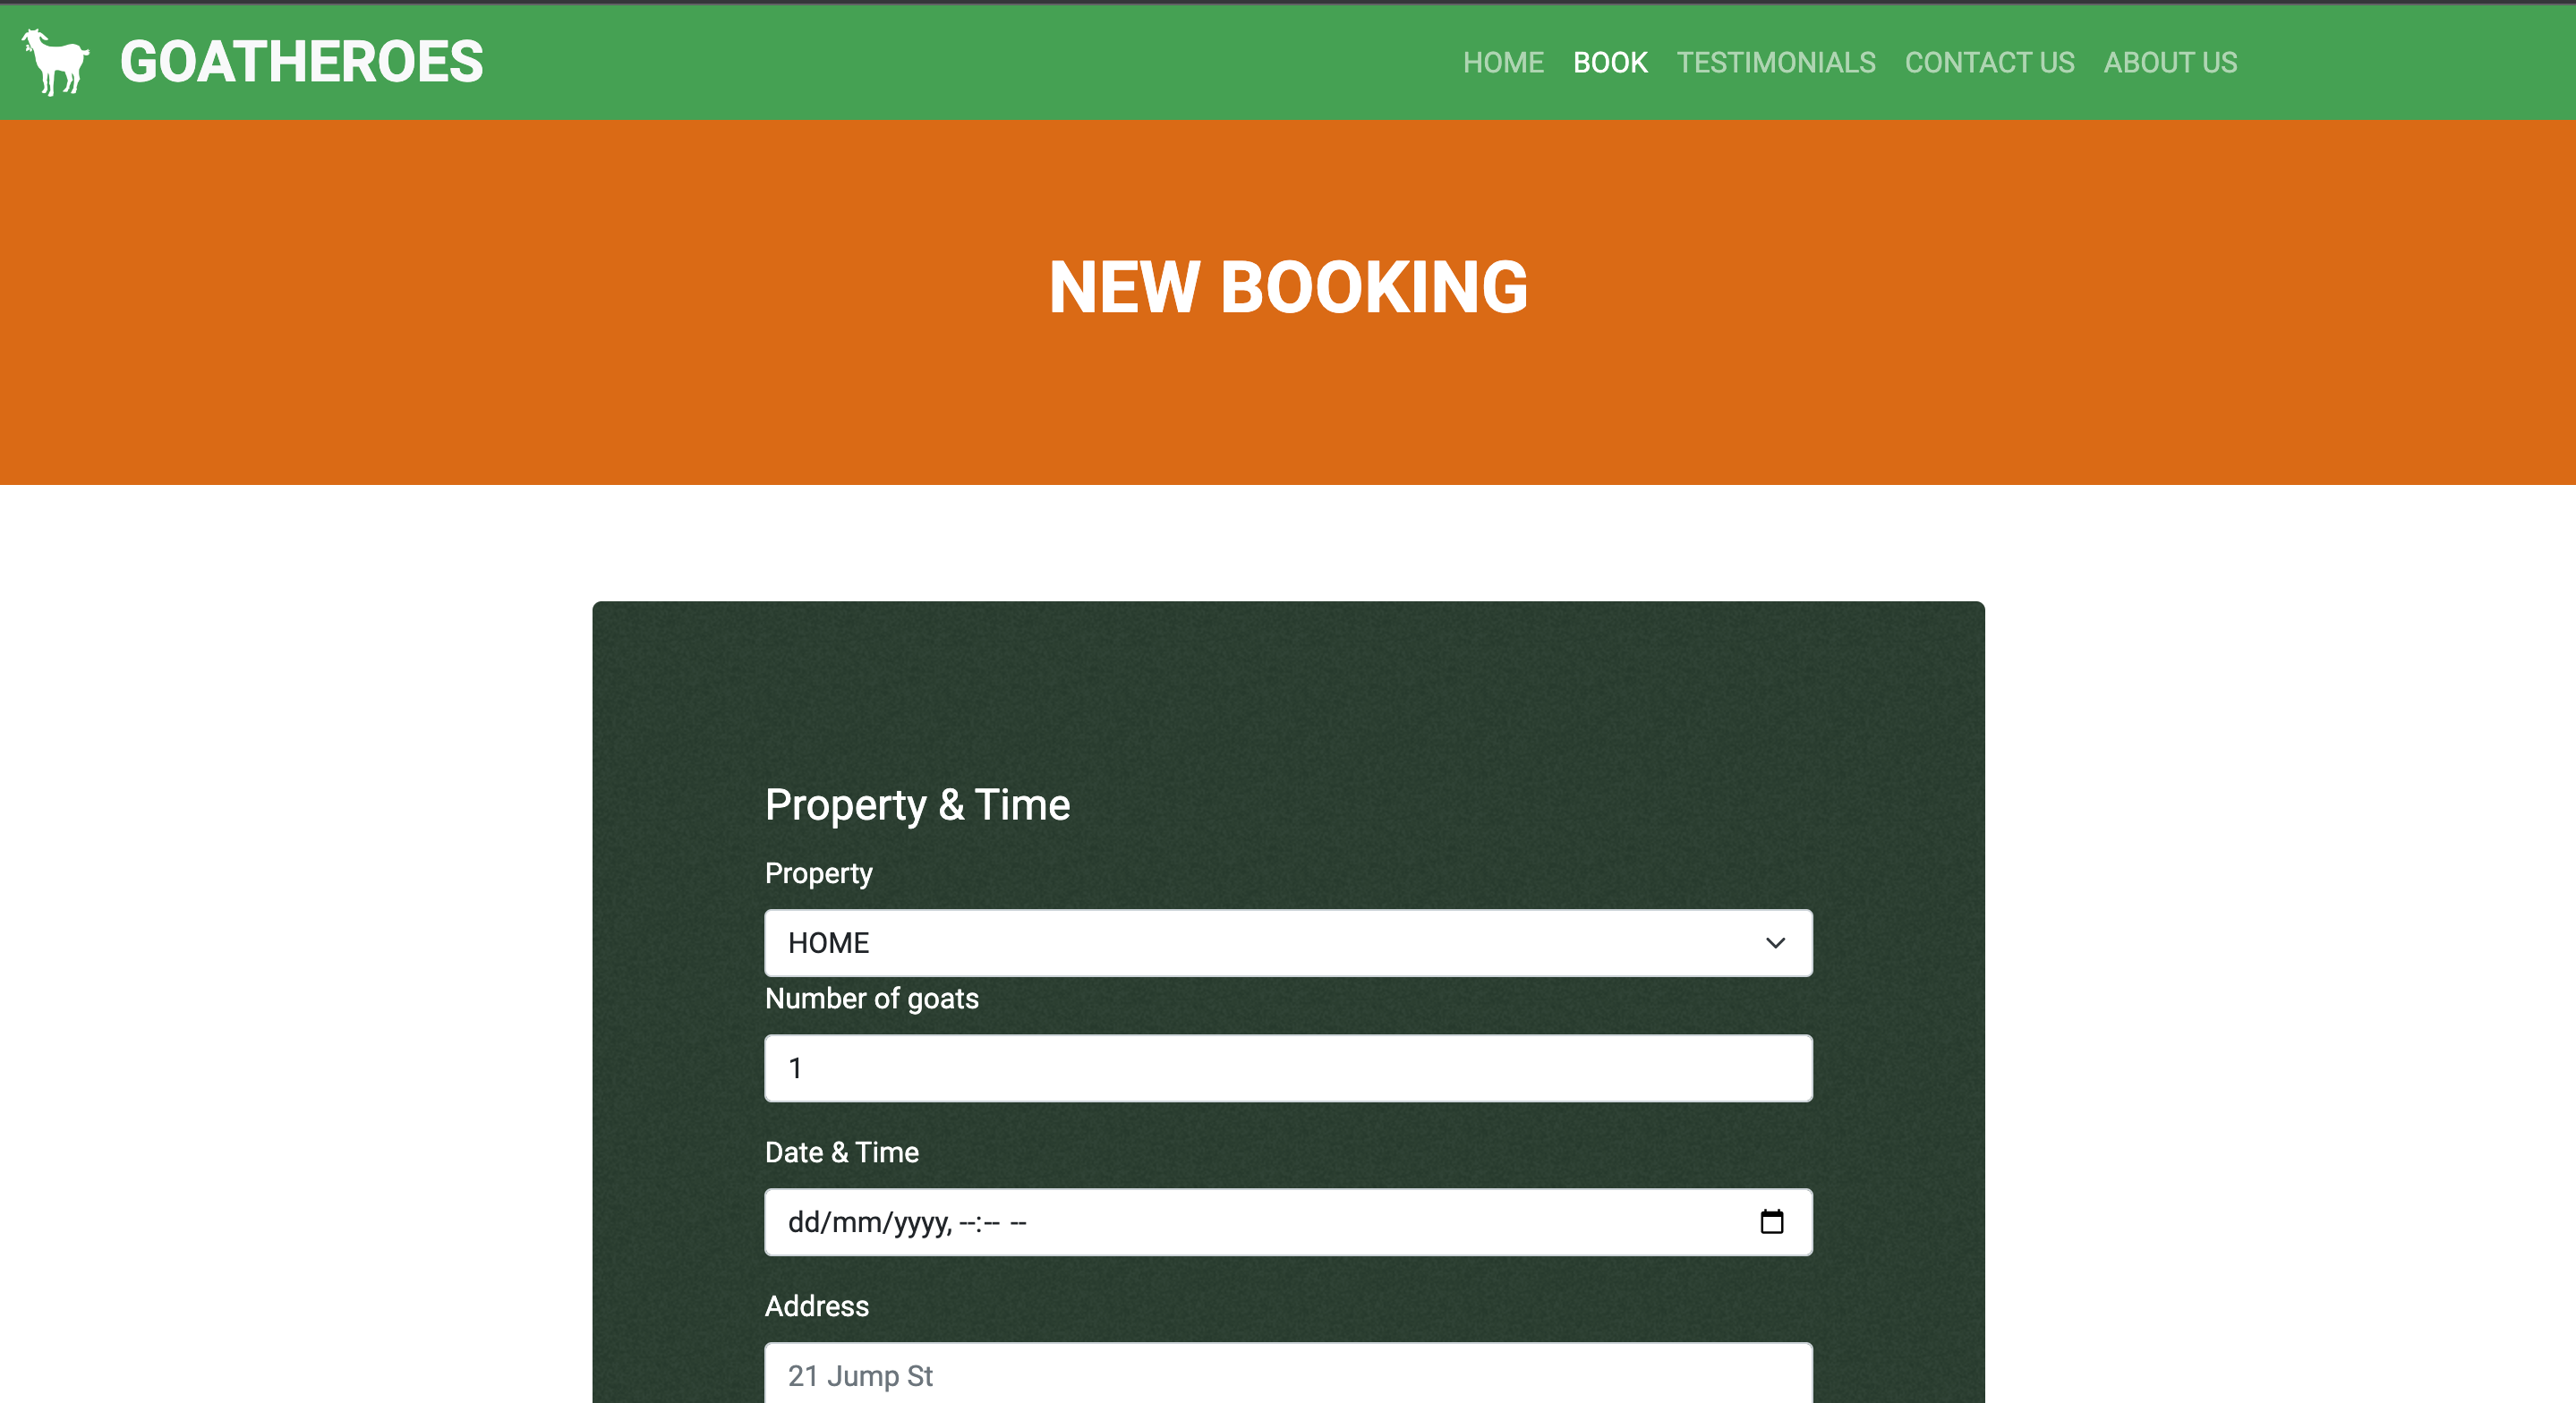 GOATHEROES
HOME BOOK TESTIMONIALS CONTACT US ABOUT US
NEW BOOKING
Property & Time
Property
HOME
Number of goats
1
Date & Time
dd/mm/yyyy, --:-- --
Address
21 Jump St